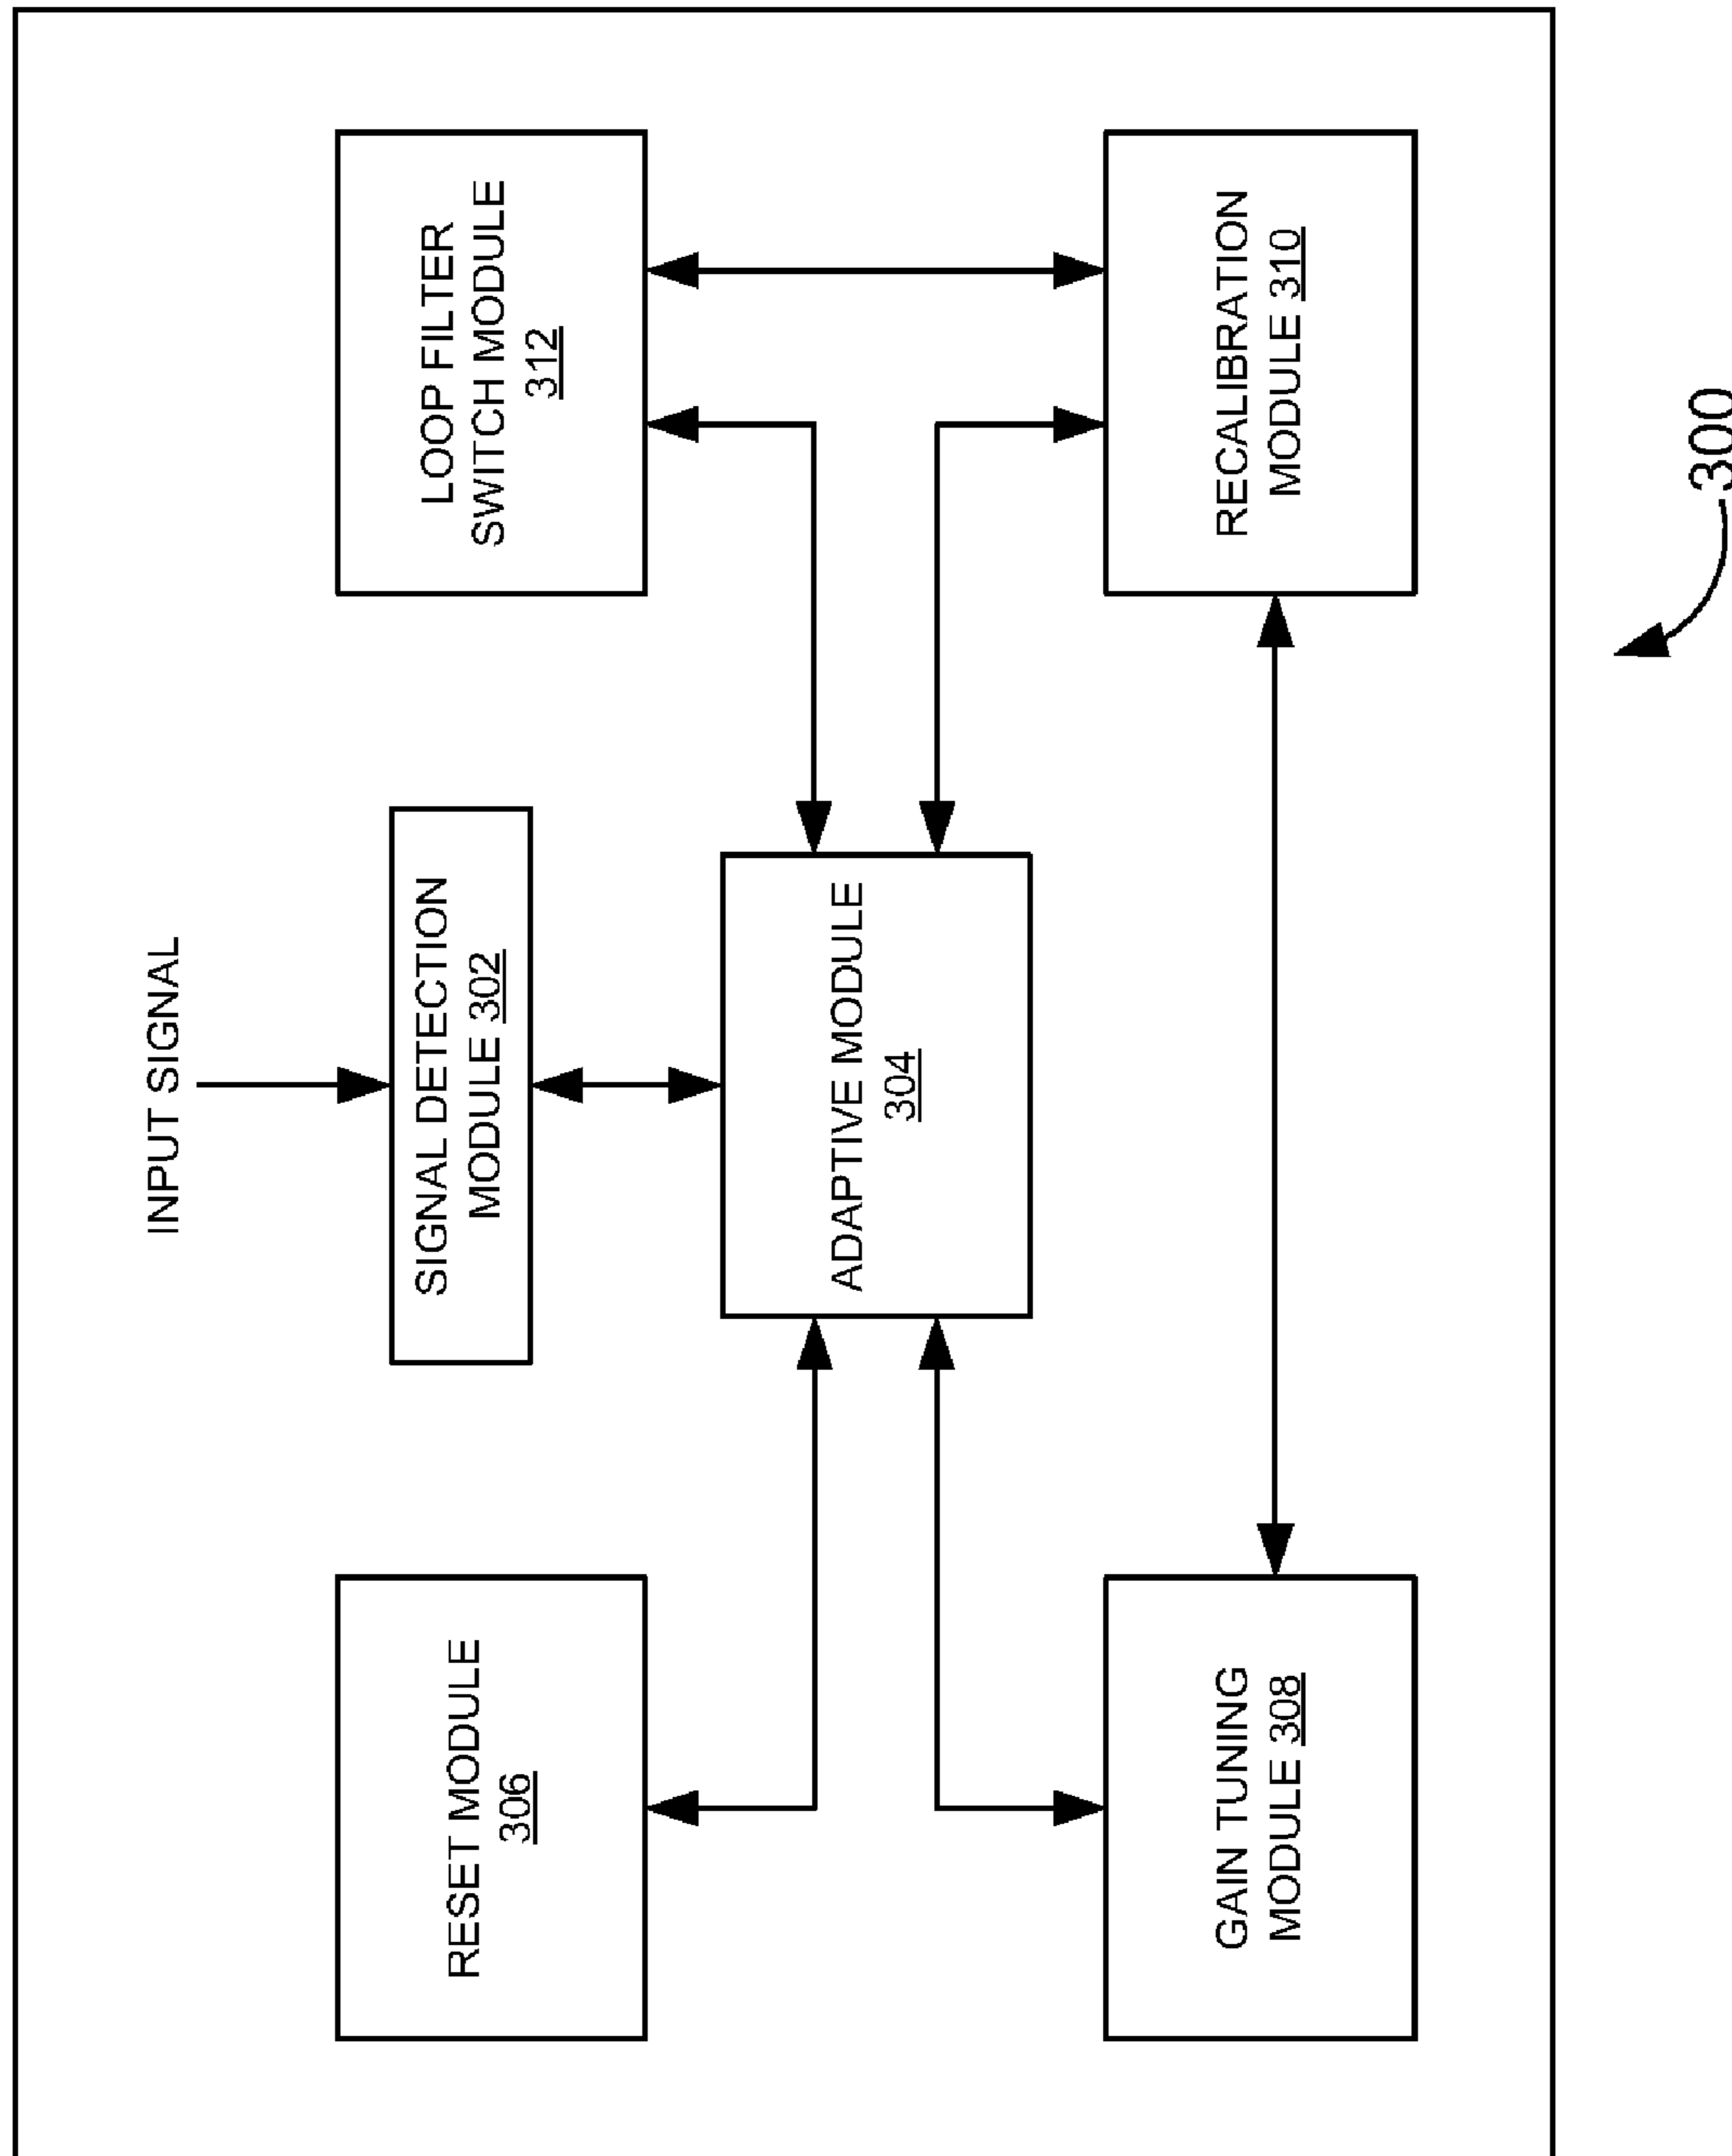 INPUT SIGNAL
RESET MODULE
306
SIGNAL DETECTION
MODULE 302
LOOP FILTER
SWITCH MODULE
312
ADAPTIVE MODULE
304
GAIN TUNING
MODULE 308
RECALIBRATION
MODULE 310
300